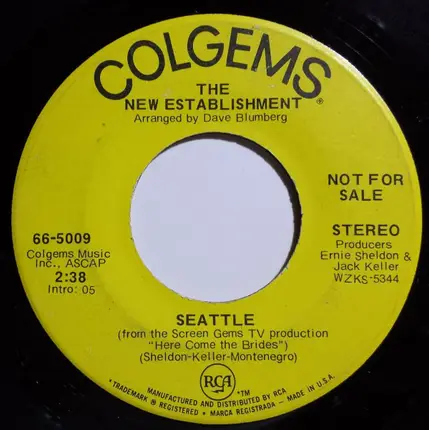 COLGEMS®
THE
NEW ESTABLISHMENT
Arranged by Dave Blumberg
NOT FOR
SALE
66-5009
Colgems Music
Inc., ASCAP
2:38
Intro: 05
STEREO
Producers
Ernie Sheldon &
Jack Keller
WZKS-5344
SEATTLE
(from the Screen Gems TV production
"Here Come the Brides")
(Sheldon-Keller-Montenegro)
RCA ™
MANUFACTURED AND DISTRIBUTED BY RCA
*TRADEMARK ® REGISTERED • MARCA REGISTRADA — MADE IN U.S.A.